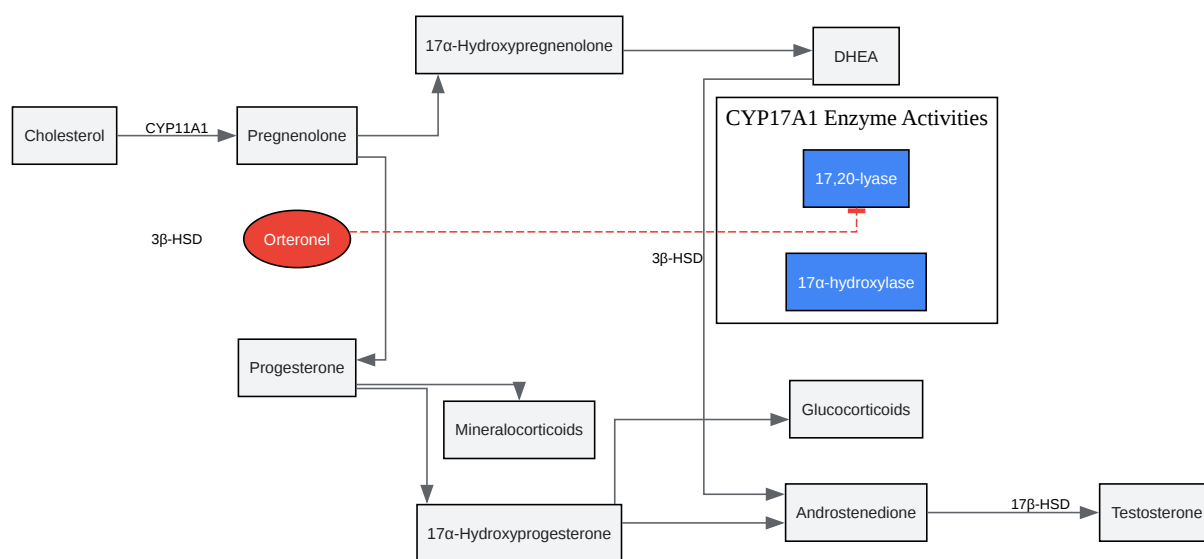 17α-Hydroxypregnenolone
DHEA
Cholesterol
CYP11A1
Pregnenolone
CYP17A1 Enzyme Activities
17,20-lyase
3β-HSD
Orteronel
3β-HSD
17α-hydroxylase
Progesterone
Mineralocorticoids
Glucocorticoids
17α-Hydroxyprogesterone
Androstenedione
17β-HSD
Testosterone